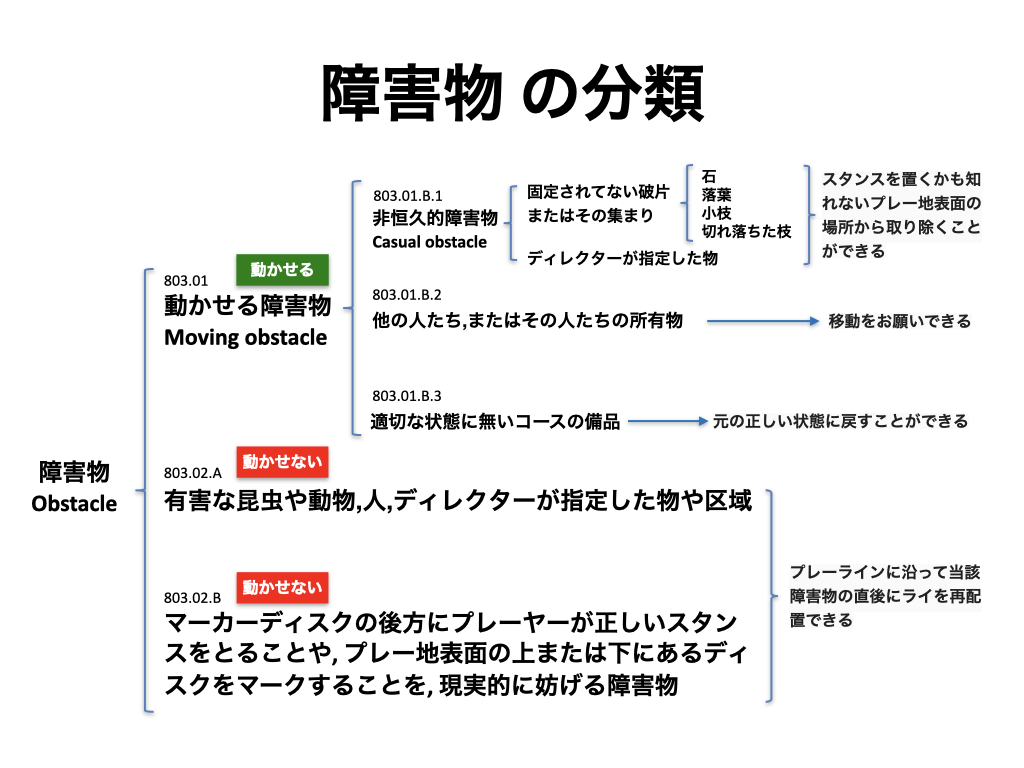 障害物 の分類
803.01.B.1
非恒久的障害物
Casual obstacle
固定されてない破片
またはその集まり
石
落葉
小枝
切れ落ちた枝
ディレクターが指定した物
スタンスを置くかも知
れないプレー地表面の
場所から取り除くこと
ができる
803.01
動かせる
動かせる障害物
Moving obstacle
803.01.B.2
他の人たち,またはその人たちの所有物
移動をお願いできる
803.01.B.3
適切な状態に無いコースの備品
元の正しい状態に戻すことができる
障害物
Obstacle
803.02.A
動かせない
有害な昆虫や動物,人,ディレクターが指定した物や区域
803.02.B
動かせない
マーカーディスクの後方にプレーヤーが正しいスタン
スをとることや, プレー地表面の上または下にあるディ
スクをマークすることを, 現実的に妨げる障害物
プレーラインに沿って当該
障害物の直後にライを再配
置できる